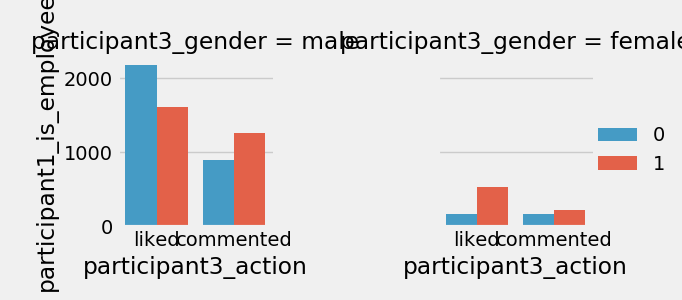 participant3_gender = male
participant3_gender = female
participant1_is_employee
2000
1000
0
liked
commented
liked
commented
participant3_action
participant3_action
0
1